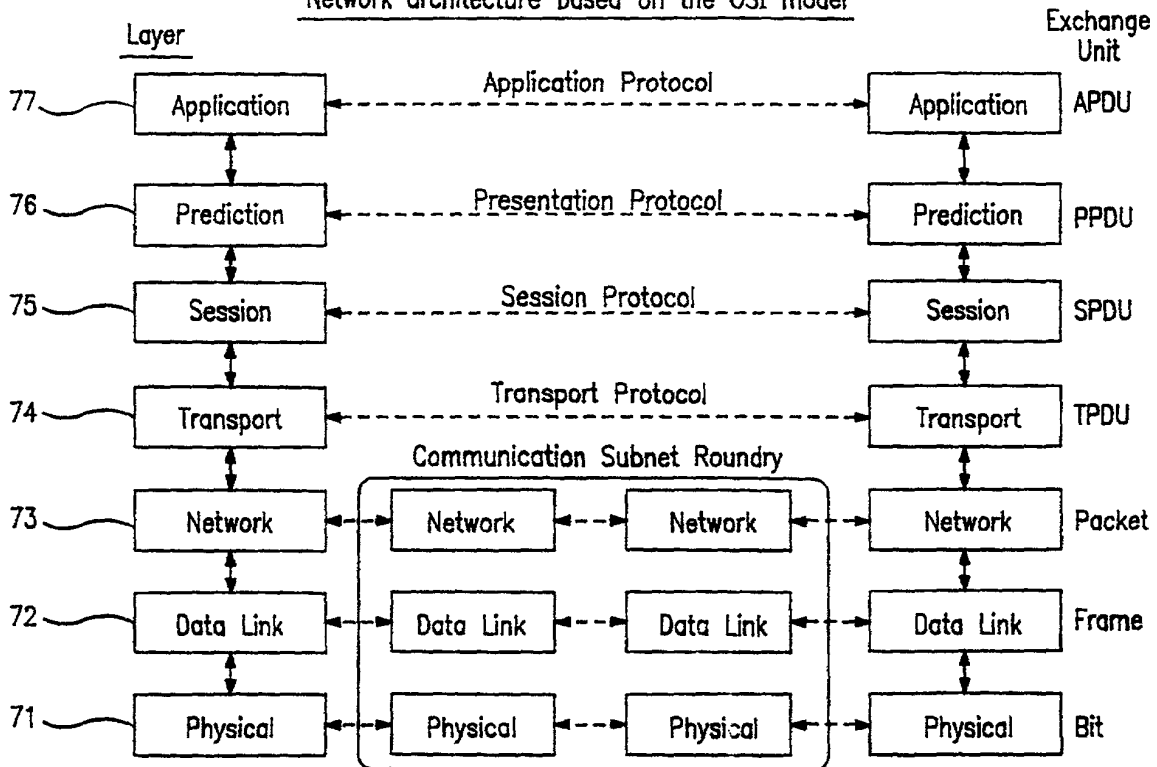 Network architecture based on the OSI model
Layer
Exchange
Unit
77 Application Application Protocol Application APDU
76 Prediction Presentation Protocol Prediction PPDU
75 Session Session Protocol Session SPDU
74 Transport Transport Protocol Transport TPDU
Communication Subnet Roundry
73 Network Network Network Network Packet
72 Data Link Data Link Data Link Data Link Frame
71 Physical Physical Physical Physical Bit